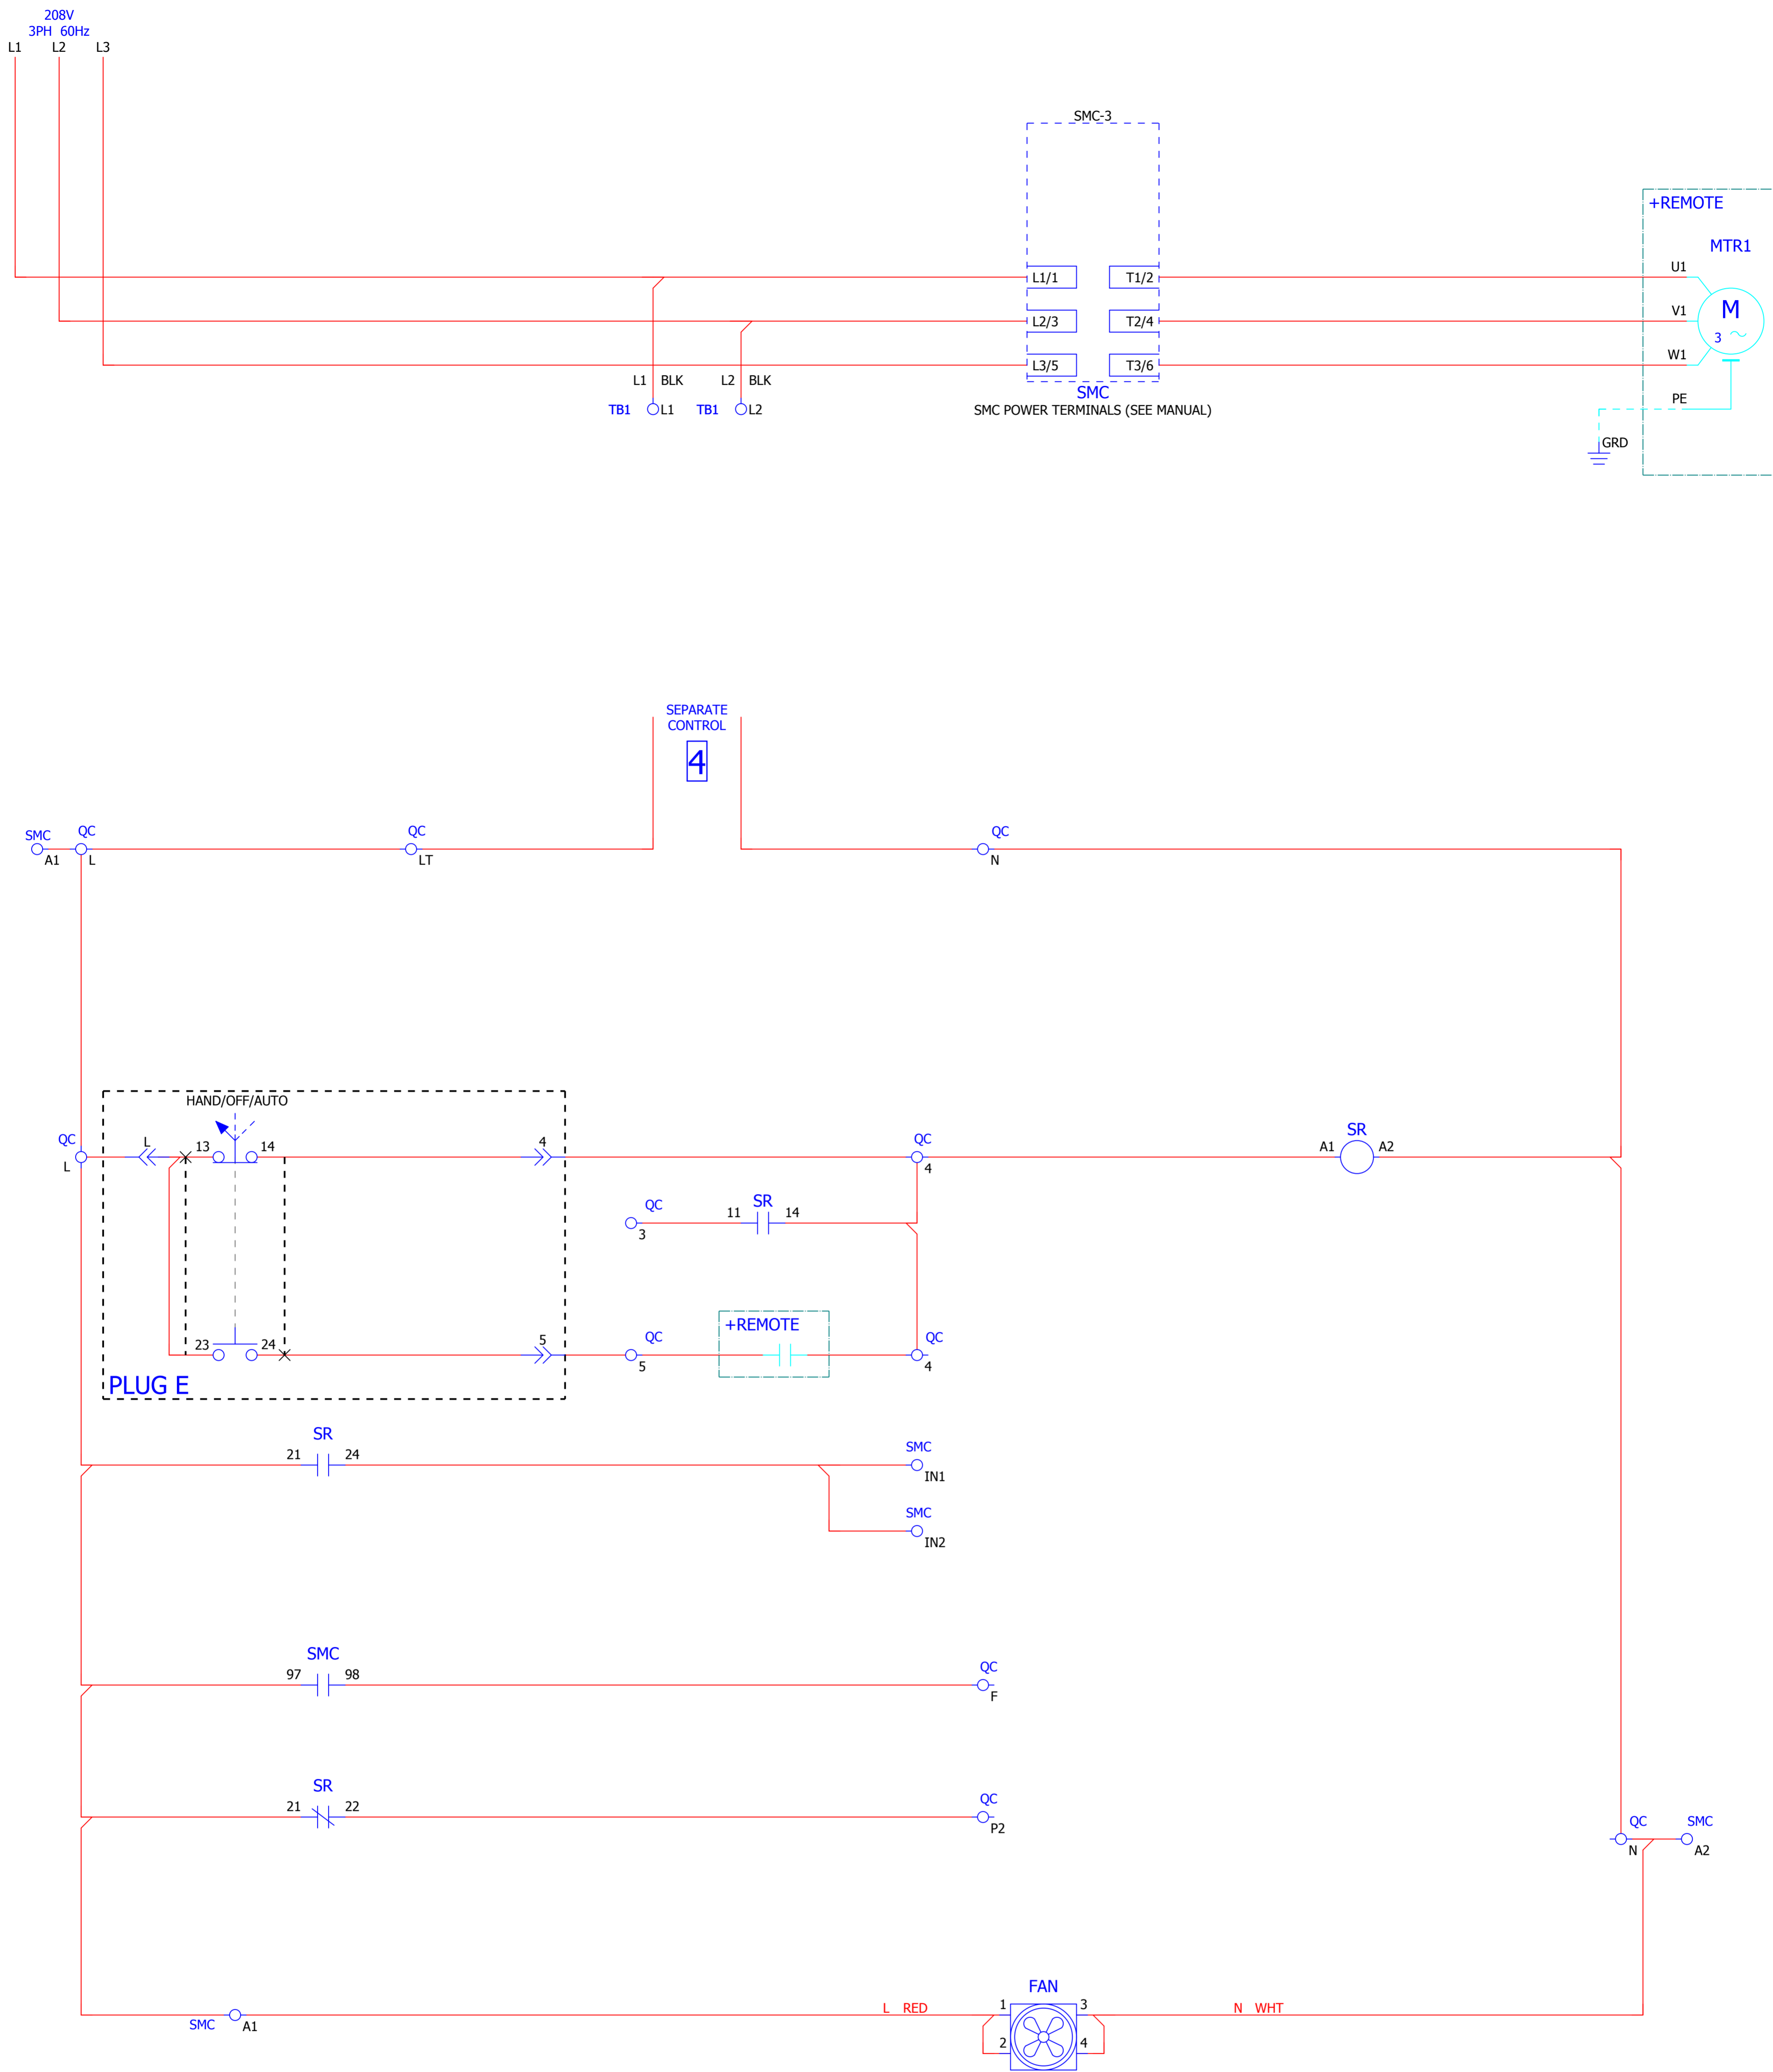 208V
3PH 60Hz
L1 L2 L3
SMC-3
+REMOTE
MTR1
L1/1 T1/2 U1
M
3
L2/3 T2/4 V1
L3/5 T3/6 W1
L1 BLK L2 BLK
SMC
PE
TB1 L1 TB1 L2 SMC POWER TERMINALS (SEE MANUAL)
GRD
SEPARATE
CONTROL
4
SMC QC QC QC
A1 L LT N
HAND/OFF/AUTO
QC L 13 14 4 QC SR
A1 A2
L 4
QC 11 SR 14
3
+REMOTE
23 24 5 QC QC
5 4
PLUG E
SR
21 24 SMC
IN1
SMC
IN2
SMC
97 98 QC
F
SR
21 22 QC
P2
QC SMC
N A2
FAN
L RED 1 3 N WHT
SMC A1
2 4